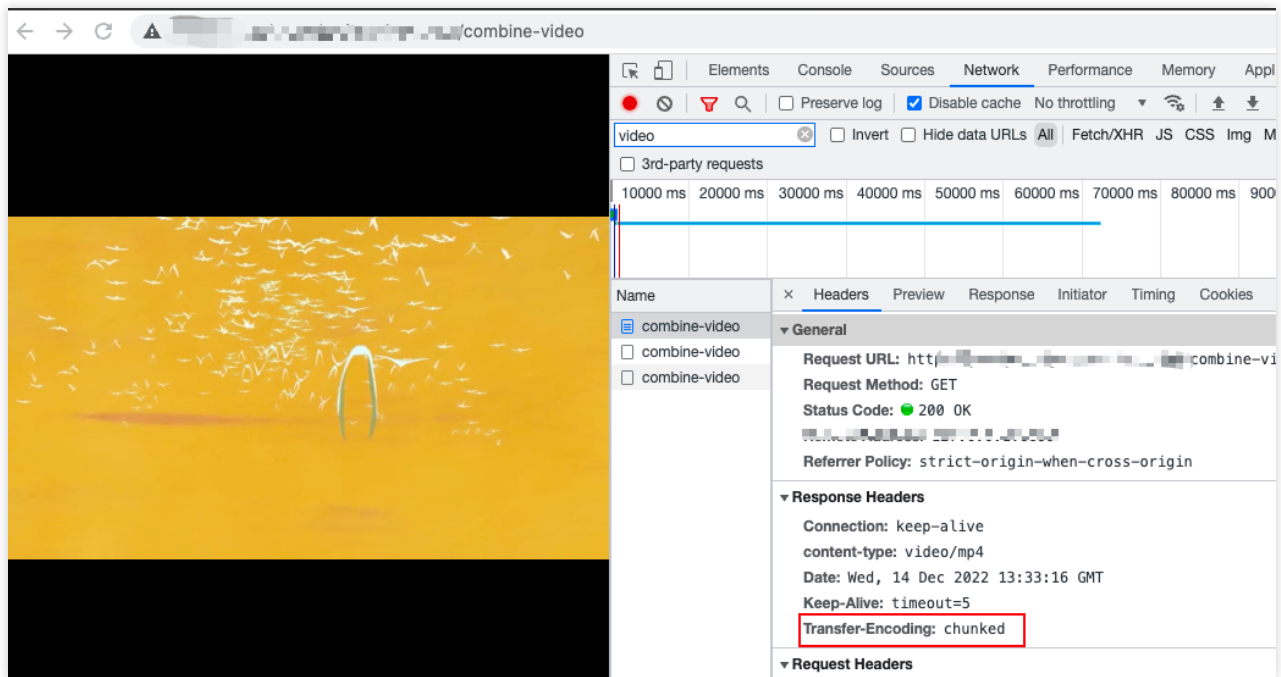 /combine-video
Elements Console Sources Network Performance Memory Appl
Preserve log Disable cache No throttling
video Invert Hide data URLs All Fetch/XHR JS CSS Img M
3rd-party requests
10000 ms 20000 ms 30000 ms 40000 ms 50000 ms 60000 ms 70000 ms 80000 ms 900
Name
Headers Preview Response Initiator Timing Cookies
combine-video
combine-video
combine-video
General
Request URL: http combine-vi
Request Method: GET
Status Code: 200 OK
Referrer Policy: strict-origin-when-cross-origin
Response Headers
Connection: keep-alive
content-type: video/mp4
Date: Wed, 14 Dec 2022 13:33:16 GMT
Keep-Alive: timeout=5
Transfer-Encoding: chunked
Request Headers